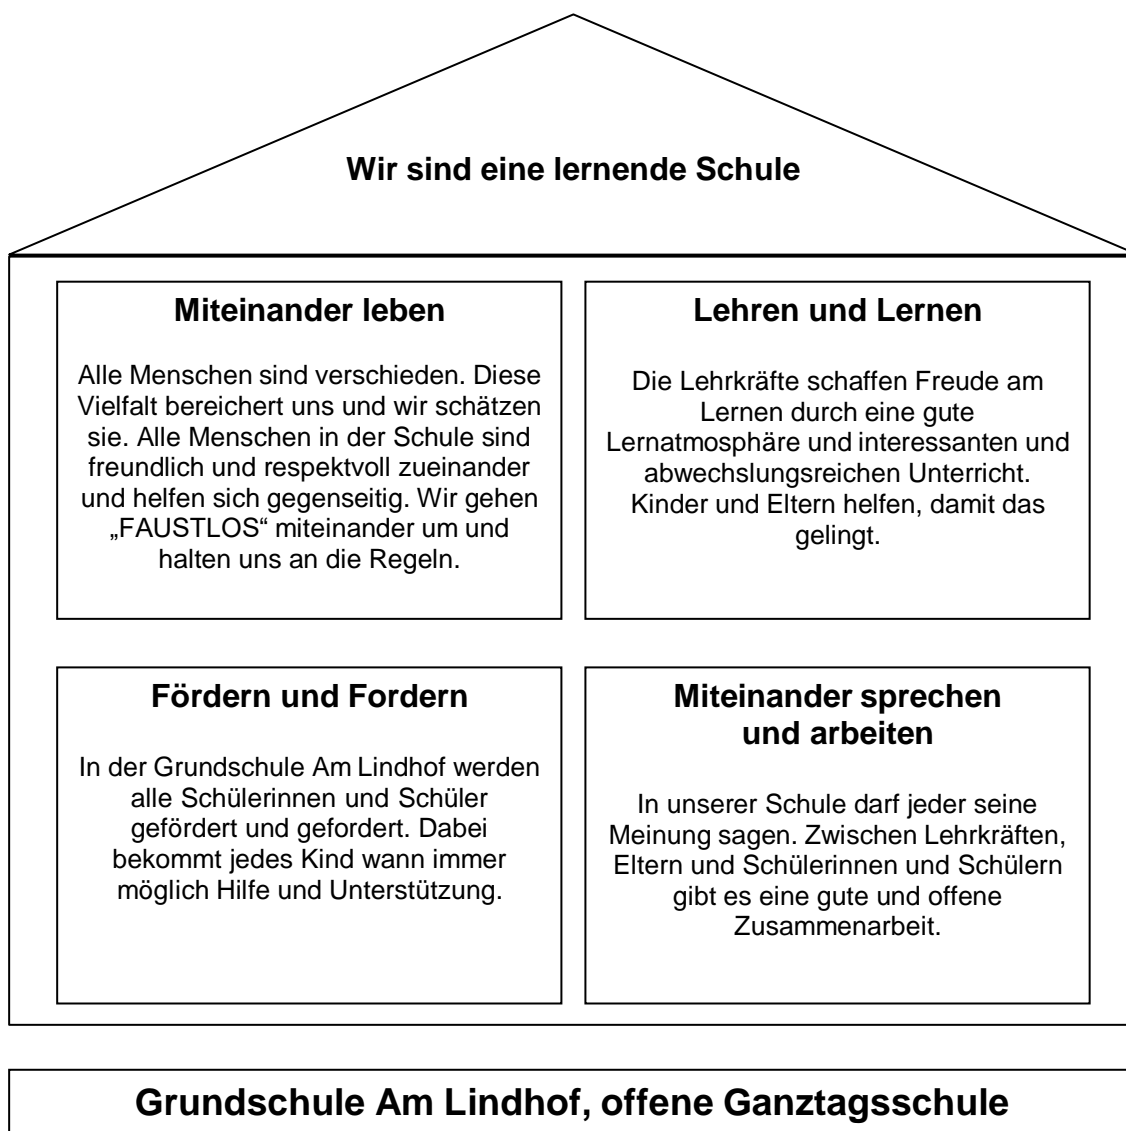 Wir sind eine lernende Schule
Miteinander leben
Alle Menschen sind verschieden. Diese
Vielfalt bereichert uns und wir schätzen
sie. Alle Menschen in der Schule sind
freundlich und respektvoll zueinander
und helfen sich gegenseitig. Wir gehen
„FAUSTLOS“ miteinander um und
halten uns an die Regeln.
Lehren und Lernen
Die Lehrkräfte schaffen Freude am
Lernen durch eine gute
Lernatmosphäre und interessanten und
abwechslungsreichen Unterricht.
Kinder und Eltern helfen, damit das
gelingt.
Fördern und Fordern
In der Grundschule Am Lindhof werden
alle Schülerinnen und Schüler
gefördert und gefordert. Dabei
bekommt jedes Kind wann immer
möglich Hilfe und Unterstützung.
Miteinander sprechen
und arbeiten
In unserer Schule darf jeder seine
Meinung sagen. Zwischen Lehrkräften,
Eltern und Schülerinnen und Schülern
gibt es eine gute und offene
Zusammenarbeit.
Grundschule Am Lindhof, offene Ganztagsschule